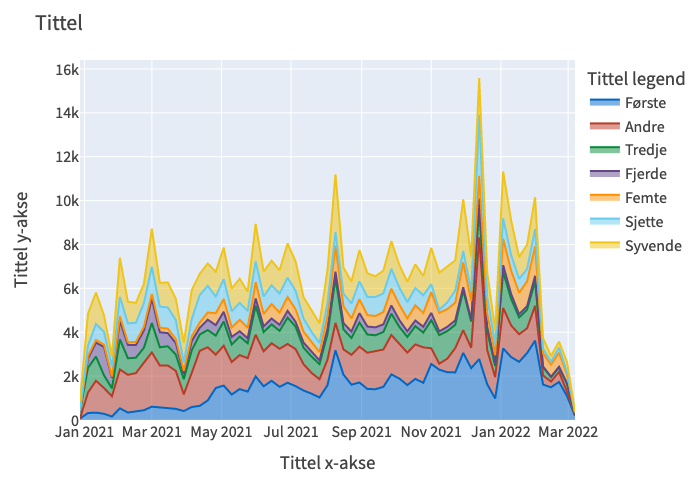 Tittel
16k
14k
12k
10k
8k
6k
4k
2k
0
Jan 2021 Mar 2021 May 2021 Jul 2021 Sep 2021 Nov 2021 Jan 2022 Mar 2022
Tittel x-akse
Tittel y-akse
Tittel legend
Første
Andre
Tredje
Fjerde
Femte
Sjette
Syvende